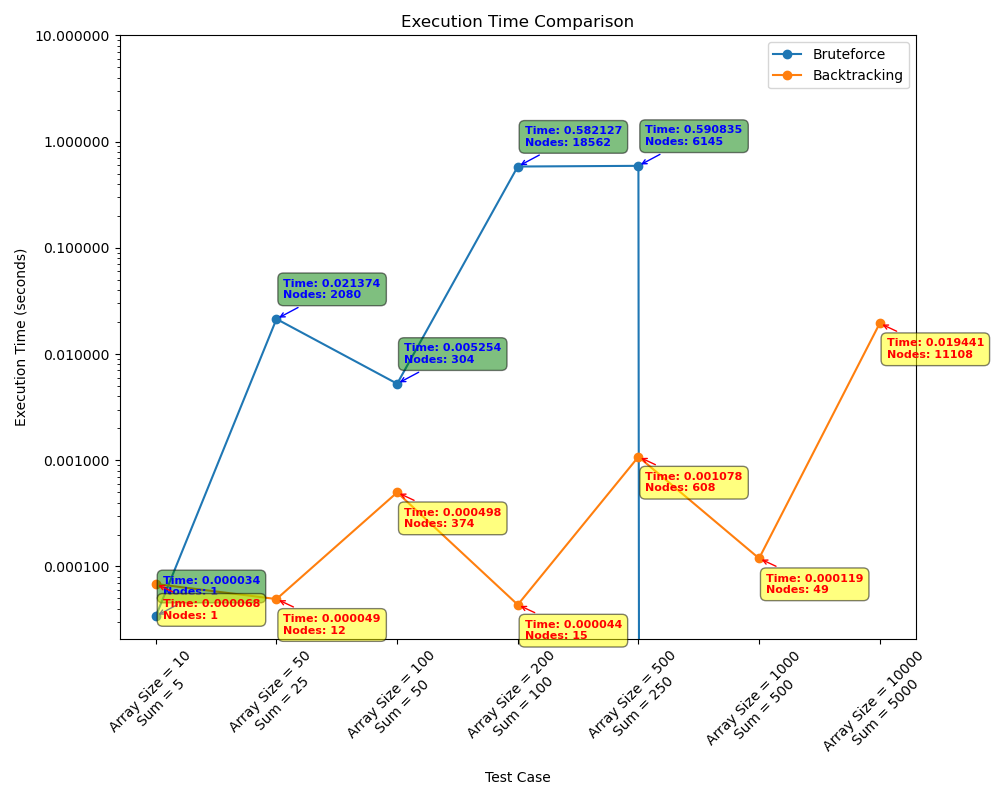 Execution Time Comparison
Bruteforce
Backtracking
Execution Time (seconds)
10.000000
1.000000
0.100000
0.010000
0.001000
0.000100
Time: 0.000034
Nodes: 1
Time: 0.000068
Nodes: 1
Time: 0.021374
Nodes: 2080
Time: 0.000049
Nodes: 12
Time: 0.005254
Nodes: 304
Time: 0.000498
Nodes: 374
Time: 0.582127
Nodes: 18562
Time: 0.000044
Nodes: 15
Time: 0.590835
Nodes: 6145
Time: 0.001078
Nodes: 608
Time: 0.000119
Nodes: 49
Time: 0.019441
Nodes: 11108
Array Size = 10
Sum = 5
Array Size = 50
Sum = 25
Array Size = 100
Sum = 50
Array Size = 200
Sum = 100
Array Size = 500
Sum = 250
Array Size = 1000
Sum = 500
Array Size = 10000
Sum = 5000
Test Case